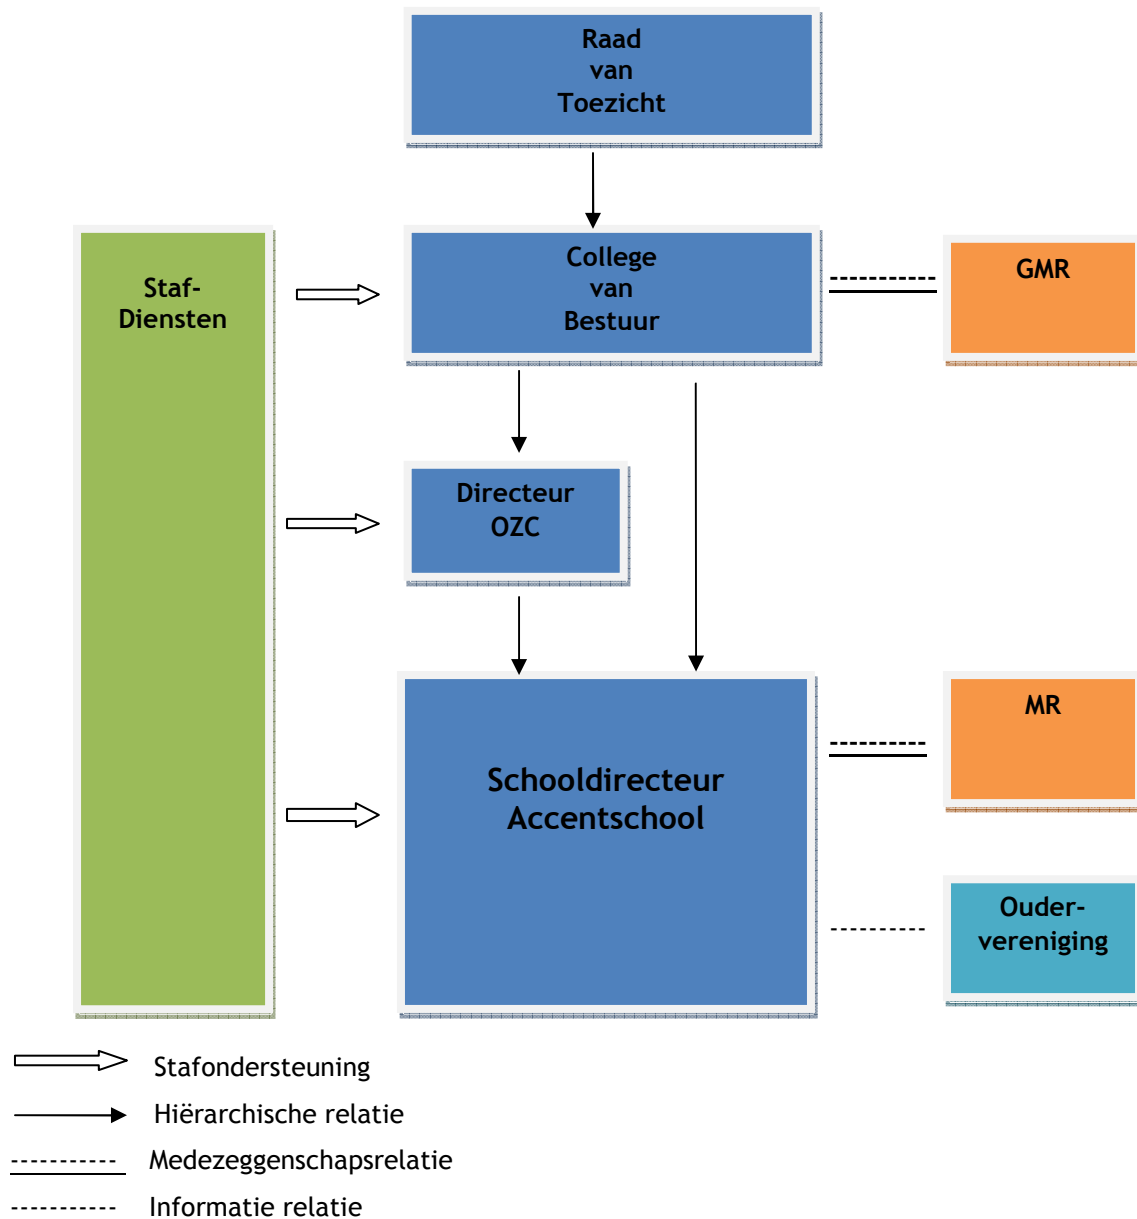 Raad
van
Toezicht
Staf-
Diensten
College
van
Bestuur
GMR
Directeur
OZC
Schooldirecteur
Accentschool
MR
Ouder-
vereniging
Stafondersteuning
Hiërarchische relatie
Medezeggenschapsrelatie
Informatie relatie